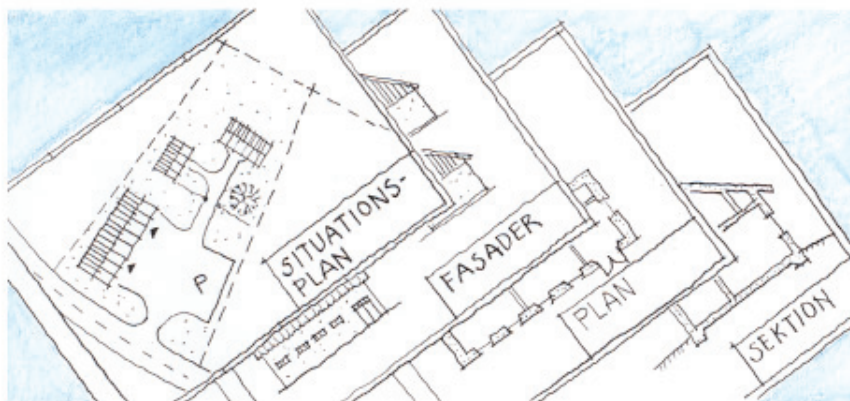 P
SITUATIONS-
PLAN
FASADER
PLAN
SEKTION